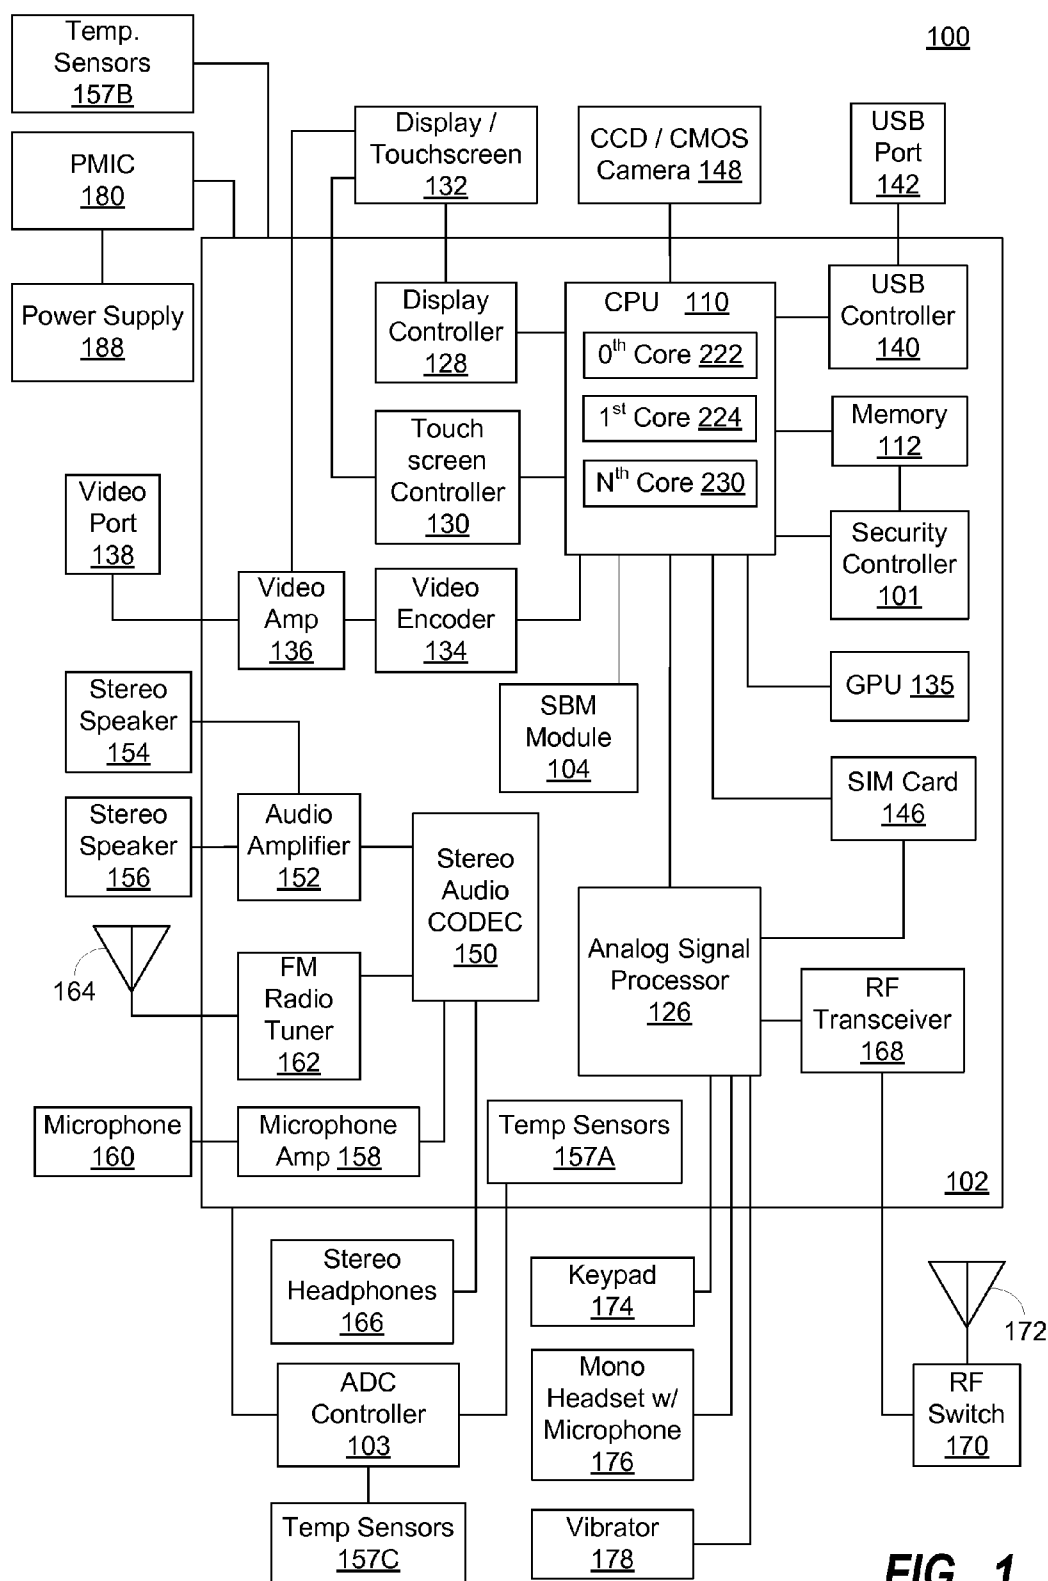 100
Temp.
Sensors
157B
PMIC
180
Power Supply
188
Display /
Touchscreen
132
CCD / CMOS
Camera 148
USB
Port
142
Display
Controller
128
CPU 110
0th Core 222
1st Core 224
Nth Core 230
USB
Controller
140
Memory
112
Touch
screen
Controller
130
Video
Port
138
Security
Controller
101
Video
Amp
136
Video
Encoder
134
GPU 135
Stereo
Speaker
154
SBM
Module
104
SIM Card
146
Stereo
Speaker
156
Audio
Amplifier
152
Stereo
Audio
CODEC
150
164
FM
Radio
Tuner
162
Analog Signal
Processor
126
RF
Transceiver
168
Microphone
160
Microphone
Amp 158
Temp Sensors
157A
102
Stereo
Headphones
166
Keypad
174
172
ADC
Controller
103
Mono
Headset w/
Microphone
176
RF
Switch
170
Temp Sensors
157C
Vibrator
178
FIG. 1